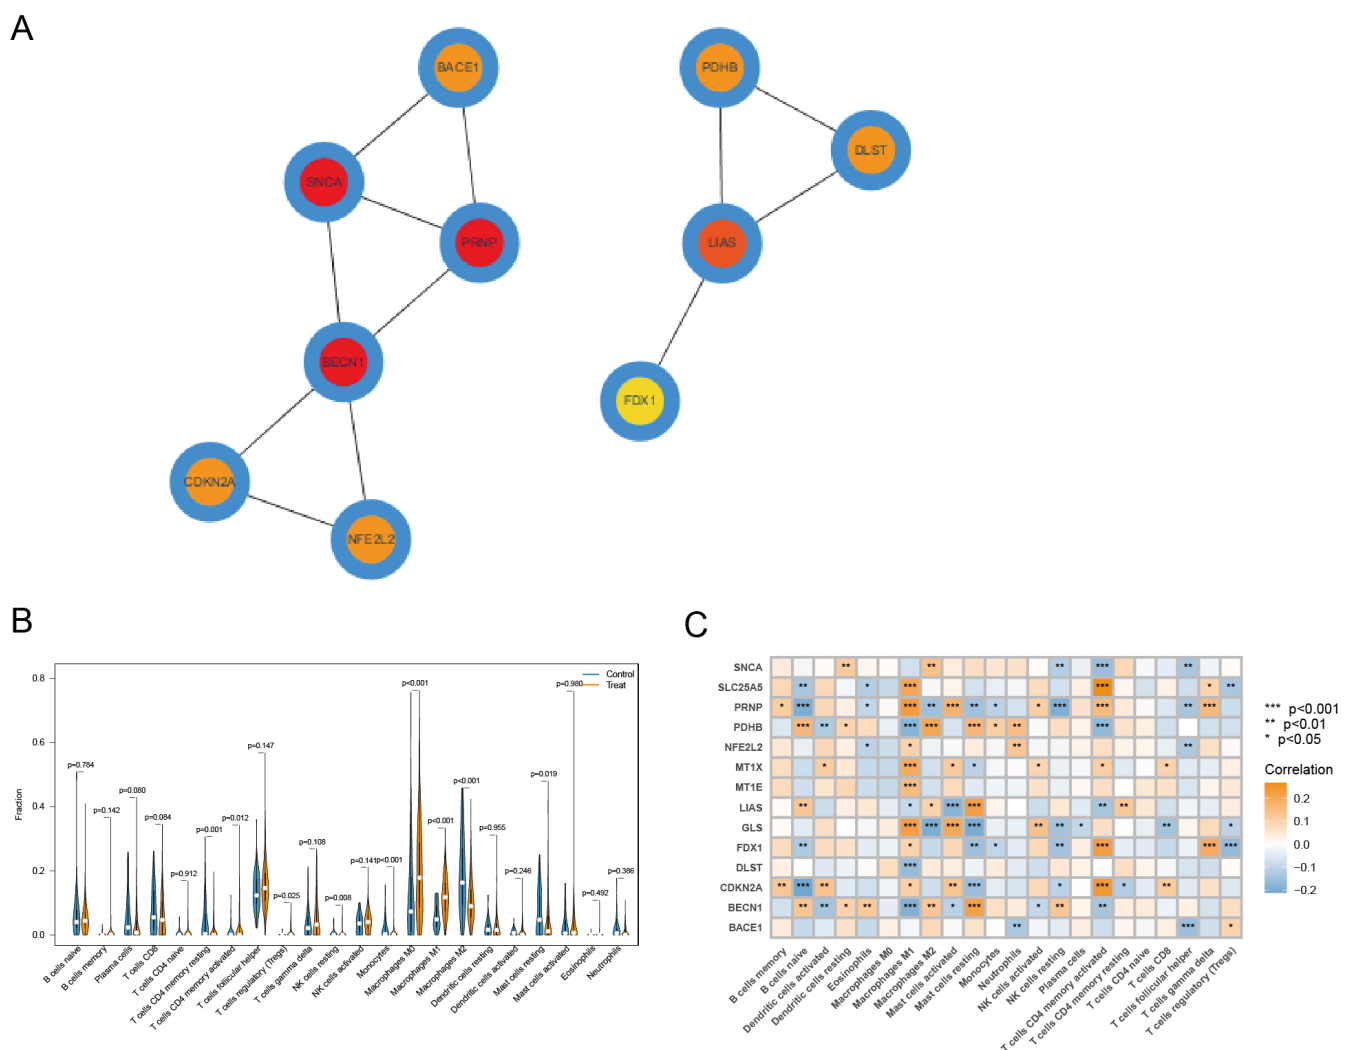 A
BACE1
PDHB
DLST
SNCA
PRNP
LIAS
BECN1
FDX1
CDKN2A
NFE2L2
B
Control
Treat
Fraction
0.8
0.6
0.4
0.2
0.0
p=0.784
p=0.142
p=0.080
p=0.084
p=0.912
p=0.001
p=0.012
p=0.147
p=0.025
p=0.108
p=0.008
p=0.141
p<0.001
p<0.001
p<0.001
p<0.001
p=0.955
p=0.246
p=0.019
p=0.980
p=0.492
p=0.386
B cells naive
B cells memory
Plasma cells
T cells CD8
T cells CD4 naive
T cells CD4 memory resting
T cells CD4 memory activated
T cells follicular helper
T cells regulatory (Tregs)
T cells gamma delta
NK cells resting
NK cells activated
Monocytes
Macrophages M0
Macrophages M1
Macrophages M2
Dendritic cells resting
Dendritic cells activated
Mast cells resting
Mast cells activated
Eosinophils
Neutrophils
C
SNCA ** ** ** *** **
SLC25A5 ** * *** *** * **
PRNP * *** * *** ** *** ** * * *** *** ** ***
PDHB *** ** * *** *** *** * ** ***
NFE2L2 * * ** **
MT1X * *** * * * * *
MT1E ***
LIAS ** * * *** *** ** **
GLS *** *** *** *** ** ** * ** *
FDX1 ** * ** * ** *** *** ***
DLST ***
CDKN2A ** *** ** * ** *** * *** * **
BECN1 ** ** * ** *** ** * *** * ** **
BACE1 ** *** *
B cells memory
B cells naive
Dendritic cells activated
Dendritic cells resting
Eosinophils
Macrophages M0
Macrophages M1
Macrophages M2
Mast cells activated
Mast cells resting
Monocytes
Neutrophils
NK cells activated
NK cells resting
Plasma cells
T cells CD4 memory activated
T cells CD4 memory resting
T cells CD4 naive
T cells CD8
T cells follicular helper
T cells gamma delta
T cells regulatory (Tregs)
*** p<0.001
** p<0.01
* p<0.05
Correlation
0.2
0.1
0.0
−0.1
−0.2